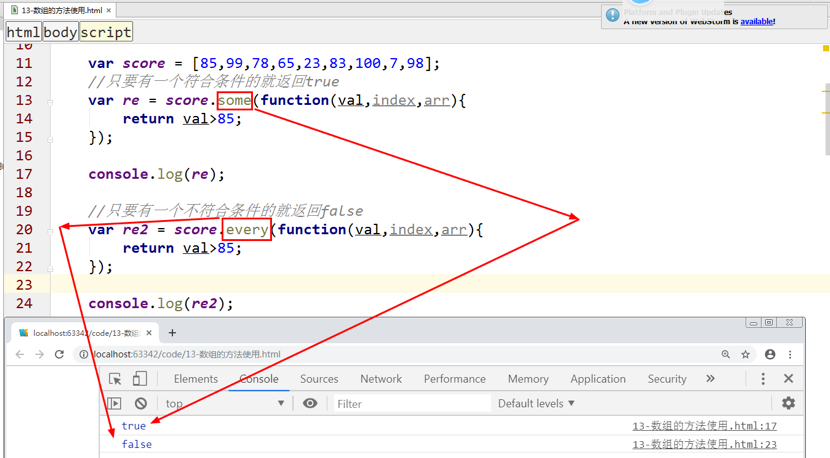 13-数组的方法使用.html
Platform and Plugin Updates
A new version of WebStorm is available!
html body script
10
11 var score = [85,99,78,65,23,83,100,7,98];
12 //只要有一个符合条件的就返回true
13 var re = score.some(function(val,index,arr){
14 return val>85;
15 });
16
17 console.log(re);
18
19 //只要有一个不符合条件的就返回false
20 var re2 = score.every(function(val,index,arr){
21 return val>85;
22 });
23
24 console.log(re2);
localhost:63342/code/13-数组
localhost:63342/code/13-数组的方法使用.html
Elements Console Sources Network Performance Memory Application Security
top Filter Default levels
true 13-数组的方法使用.html:17
false 13-数组的方法使用.html:23